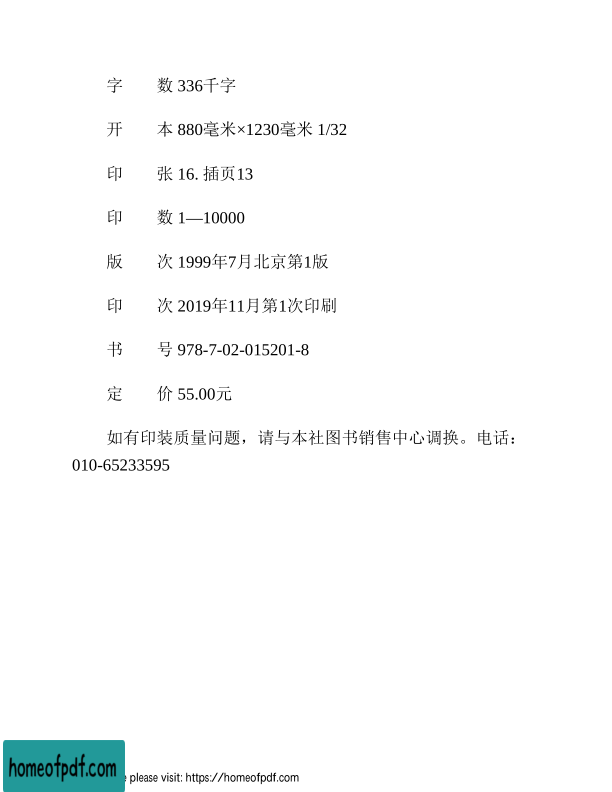 字　　数 336千字
开　　本 880毫米×1230毫米 1/32
印　　张 16. 插页13
印　　数 1—10000
版　　次 1999年7月北京第1版
印　　次 2019年11月第1次印刷
书　　号 978-7-02-015201-8
定　　价 55.00元
如有印装质量问题，请与本社图书销售中心调换。电话：
010-65233595
homeofpdf.com
please visit: https://homeofpdf.com